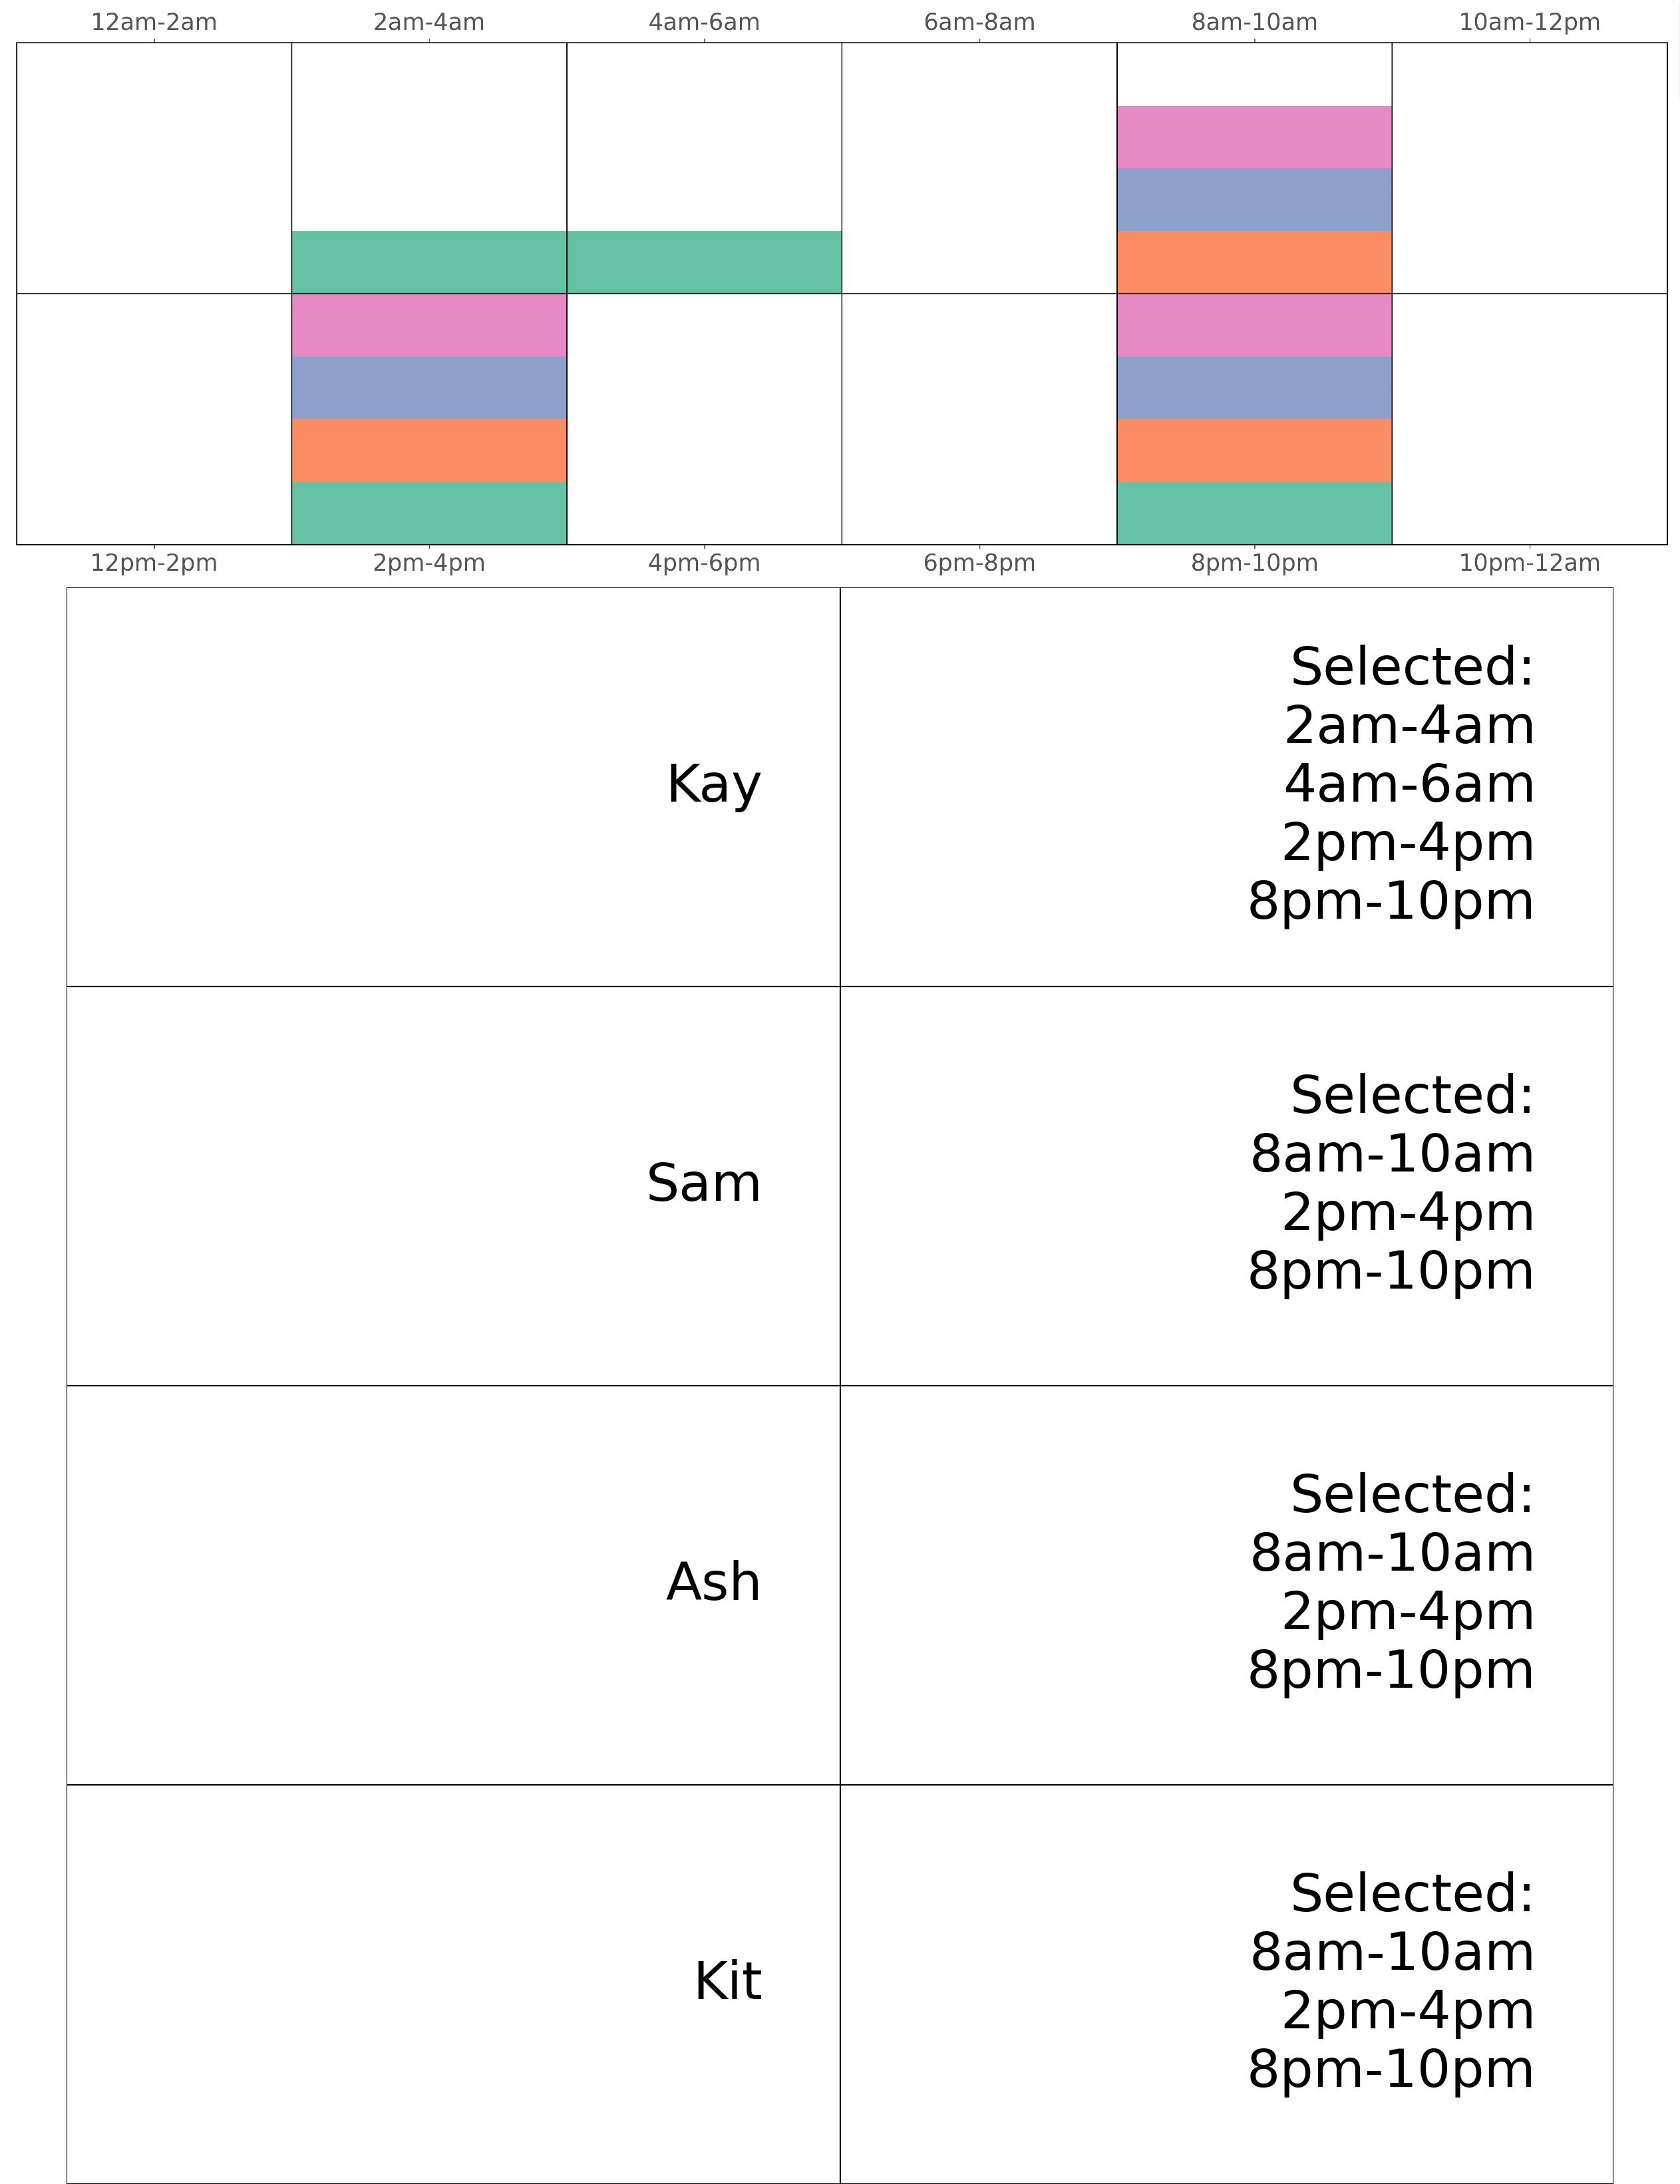 12am-2am 2am-4am 4am-6am 6am-8am 8am-10am 10am-12pm
12pm-2pm 2pm-4pm 4pm-6pm 6pm-8pm 8pm-10pm 10pm-12am
Kay
Selected:
2am-4am
4am-6am
2pm-4pm
8pm-10pm
Sam
Selected:
8am-10am
2pm-4pm
8pm-10pm
Ash
Selected:
8am-10am
2pm-4pm
8pm-10pm
Kit
Selected:
8am-10am
2pm-4pm
8pm-10pm